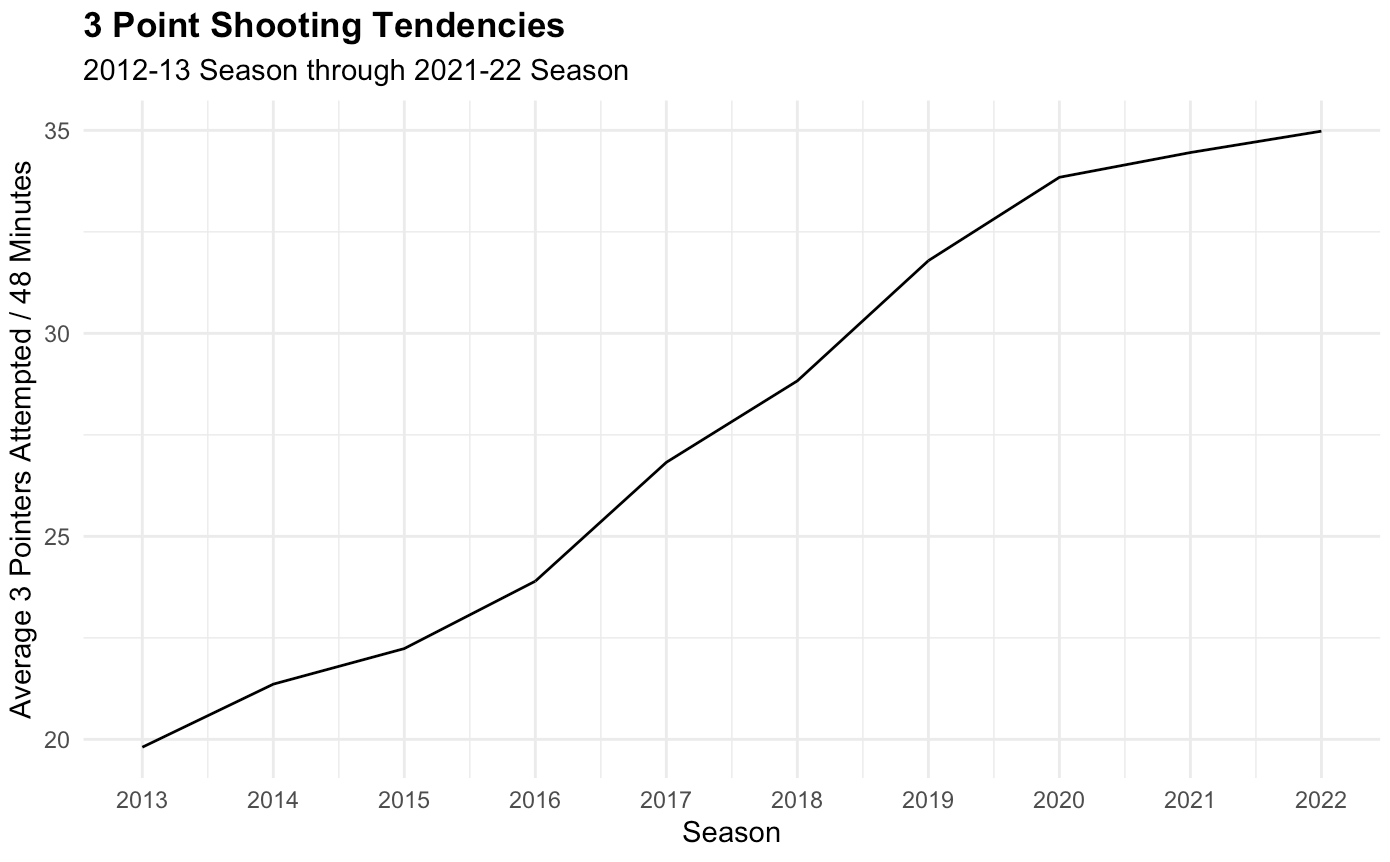 3 Point Shooting Tendencies
2012-13 Season through 2021-22 Season
Average 3 Pointers Attempted / 48 Minutes
35
30
25
20
2013 2014 2015 2016 2017 2018 2019 2020 2021 2022
Season